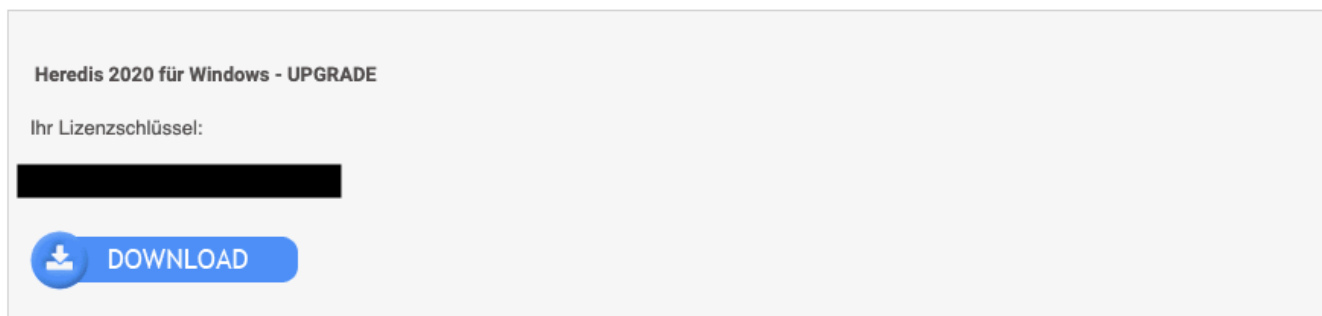 Heredis 2020 für Windows - UPGRADE
Ihr Lizenzschlüssel:
DOWNLOAD